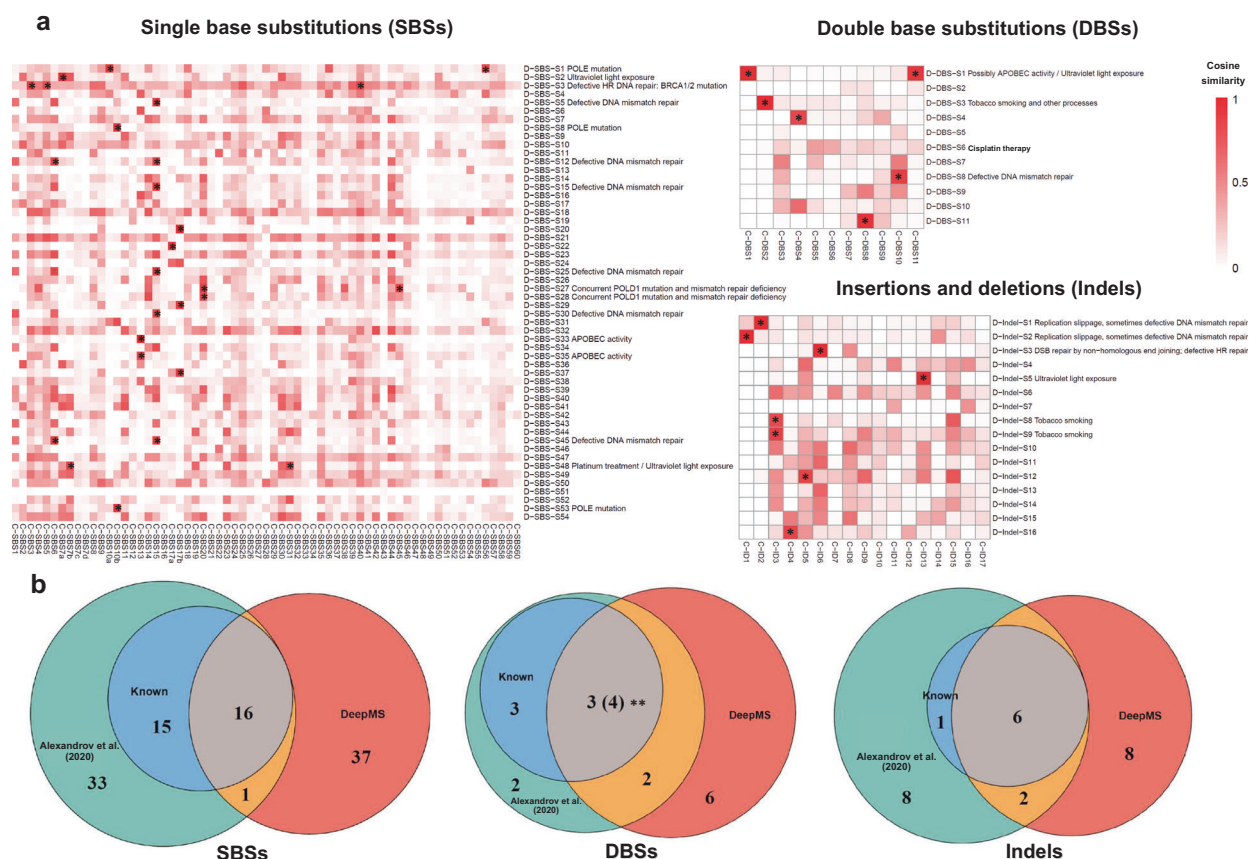 a
Single base substitutions (SBSs)
D-SBS-S1 POLE mutation
D-SBS-S2 Ultraviolet light exposure
D-SBS-S3 Defective HR DNA repair: BRCA1/2 mutation
D-SBS-S4
D-SBS-S5 Defective DNA mismatch repair
D-SBS-S6
D-SBS-S7
D-SBS-S8 POLE mutation
D-SBS-S9
D-SBS-S10
D-SBS-S11
D-SBS-S12 Defective DNA mismatch repair
D-SBS-S13
D-SBS-S14
D-SBS-S15 Defective DNA mismatch repair
D-SBS-S16
D-SBS-S17
D-SBS-S18
D-SBS-S19
D-SBS-S20
D-SBS-S21
D-SBS-S22
D-SBS-S23
D-SBS-S24
D-SBS-S25 Defective DNA mismatch repair
D-SBS-S26
D-SBS-S27 Concurrent POLD1 mutation and mismatch repair deficiency
D-SBS-S28 Concurrent POLD1 mutation and mismatch repair deficiency
D-SBS-S29
D-SBS-S30 Defective DNA mismatch repair
D-SBS-S31
D-SBS-S32
D-SBS-S33 APOBEC activity
D-SBS-S34
D-SBS-S35 APOBEC activity
D-SBS-S36
D-SBS-S37
D-SBS-S38
D-SBS-S39
D-SBS-S40
D-SBS-S41
D-SBS-S42
D-SBS-S43
D-SBS-S44
D-SBS-S45 Defective DNA mismatch repair
D-SBS-S46
D-SBS-S47
D-SBS-S48 Platinum treatment / Ultraviolet light exposure
D-SBS-S49
D-SBS-S50
D-SBS-S51
D-SBS-S52
D-SBS-S53 POLE mutation
D-SBS-S54
Double base substitutions (DBSs)
D-DBS-S1 Possibly APOBEC activity / Ultraviolet light exposure
D-DBS-S2
D-DBS-S3 Tobacco smoking and other processes
D-DBS-S4
D-DBS-S5
D-DBS-S6 Cisplatin therapy
D-DBS-S7
D-DBS-S8 Defective DNA mismatch repair
D-DBS-S9
D-DBS-S10
D-DBS-S11
C-DBS1
C-DBS2
C-DBS3
C-DBS4
C-DBS5
C-DBS6
C-DBS7
C-DBS8
C-DBS9
C-DBS10
C-DBS11
Cosine
similarity
1
0.5
0
Insertions and deletions (Indels)
D-Indel-S1 Replication slippage, sometimes defective DNA mismatch repair
D-Indel-S2 Replication slippage, sometimes defective DNA mismatch repair
D-Indel-S3 DSB repair by non-homologous end joining; defective HR repair
D-Indel-S4
D-Indel-S5 Ultraviolet light exposure
D-Indel-S6
D-Indel-S7
D-Indel-S8 Tobacco smoking
D-Indel-S9 Tobacco smoking
D-Indel-S10
D-Indel-S11
D-Indel-S12
D-Indel-S13
D-Indel-S14
D-Indel-S15
D-Indel-S16
C-ID1
C-ID2
C-ID3
C-ID4
C-ID5
C-ID6
C-ID7
C-ID8
C-ID9
C-ID10
C-ID11
C-ID12
C-ID13
C-ID14
C-ID15
C-ID16
C-ID17
b
Known
15
16
DeepMS
37
Alexandrov et al.
(2020)
33
1
SBSs
Known
3
3 (4) **
DeepMS
2
2
6
Alexandrov et al.
(2020)
DBSs
Known
1
6
DeepMS
8
Alexandrov et al.
(2020)
8
2
Indels